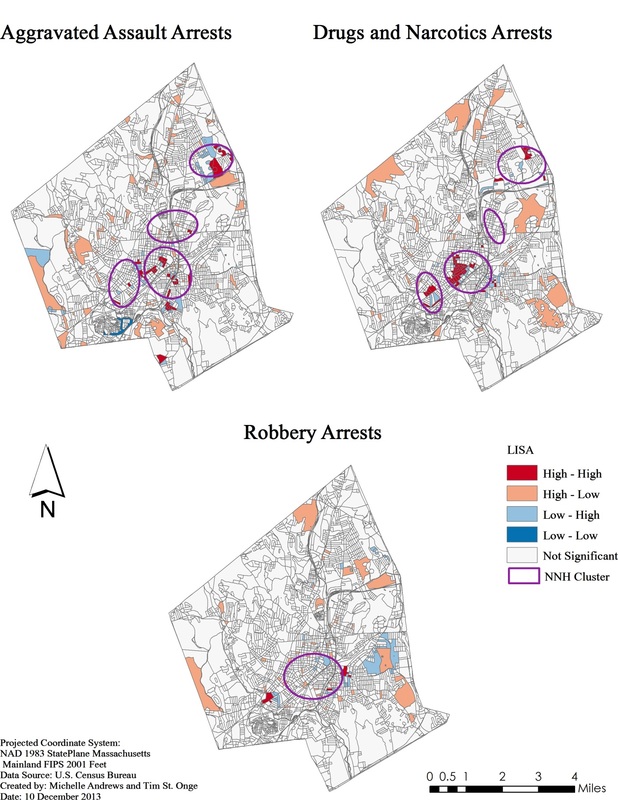 Aggravated Assault Arrests
Drugs and Narcotics Arrests
Robbery Arrests
N
LISA
High - High
High - Low
Low - High
Low - Low
Not Significant
NNH Cluster
Projected Coordinate System:
NAD 1983 StatePlane Massachusetts
Mainland FIPS 2001 Feet
Data Source: U.S. Census Bureau
Created by: Michelle Andrews and Tim St. Onge
Date: 10 December 2013
0 0.5 1 2 3 4
Miles